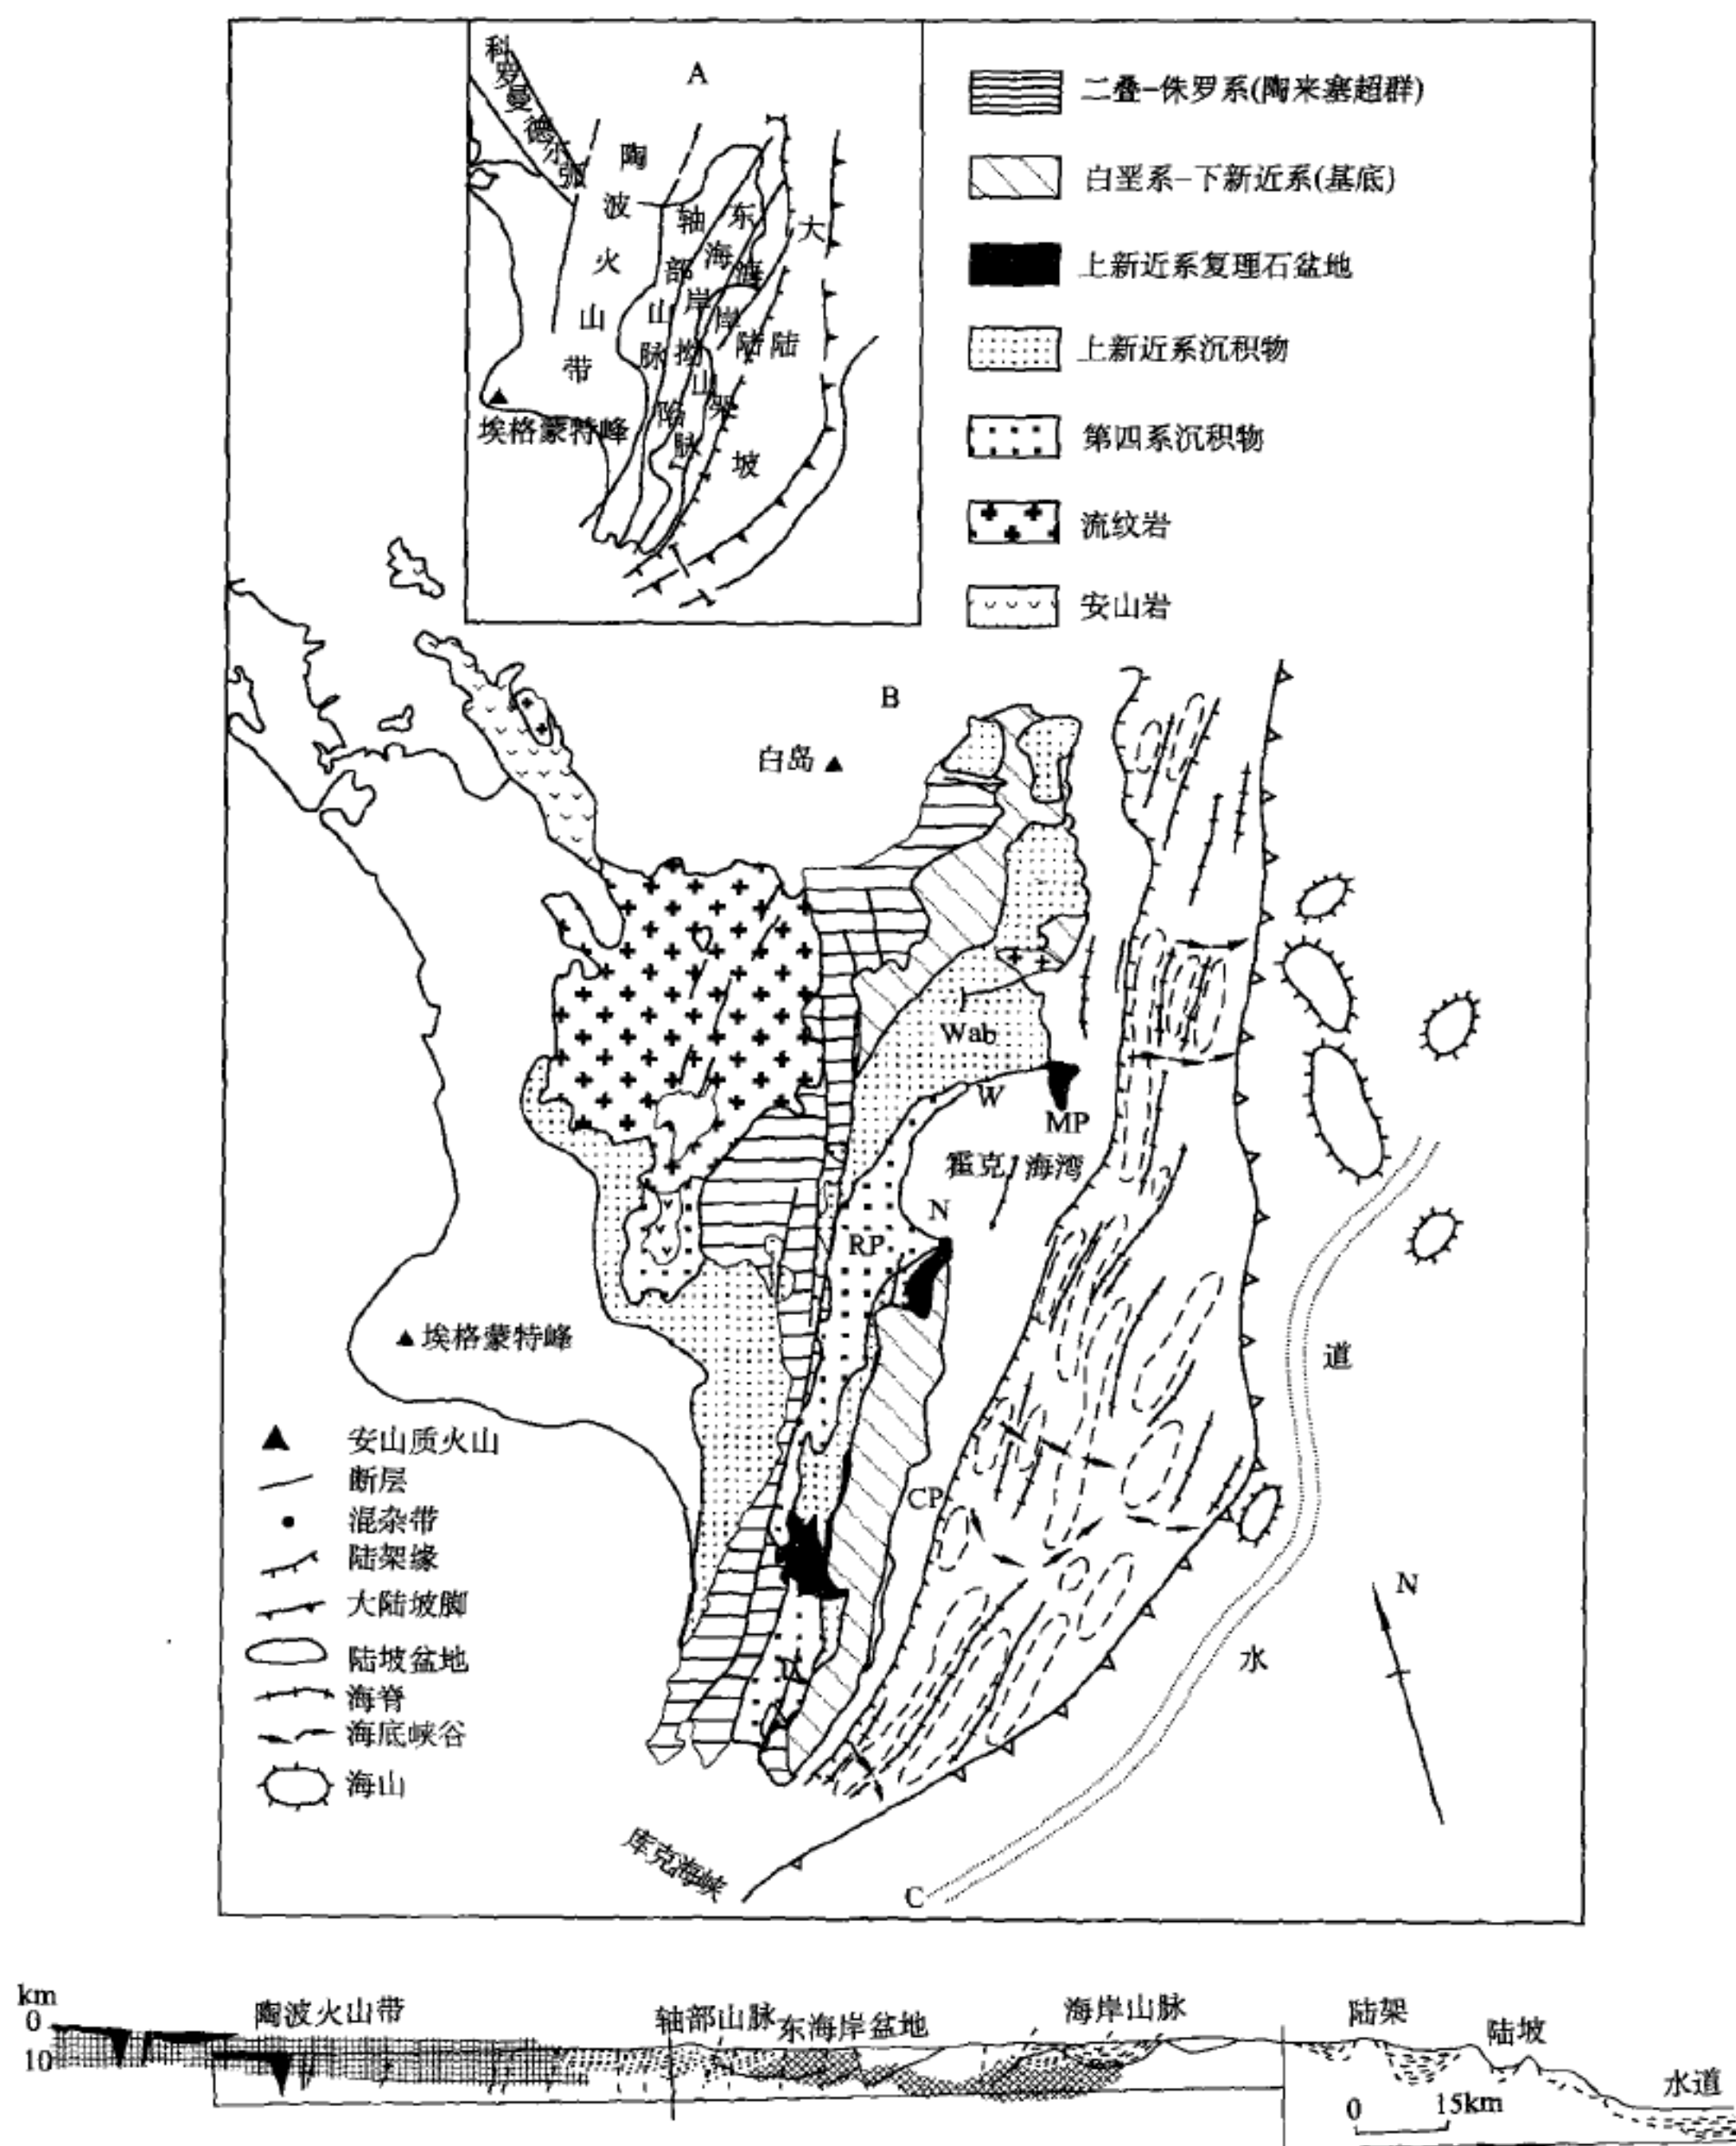 A
科罗曼德尔弧
陶波火山带
轴部山脉
东海岸拗陷
海岸山脉
陆架
大陆坡
埃格蒙特峰
二叠-侏罗系(陶来塞超群)
白垩系-下新近系(基底)
上新近系复理石盆地
上新近系沉积物
第四系沉积物
流纹岩
安山岩
B
白岛
Wab
W
MP
霍克海湾
N
RP
埃格蒙特峰
道
CP
水
N
库克海峡
C
安山质火山
断层
混杂带
陆架缘
大陆坡脚
陆坡盆地
海脊
海底峡谷
海山
km
0
10
陶波火山带
轴部山脉
东海岸盆地
海岸山脉
陆架
陆坡
水道
0 15km